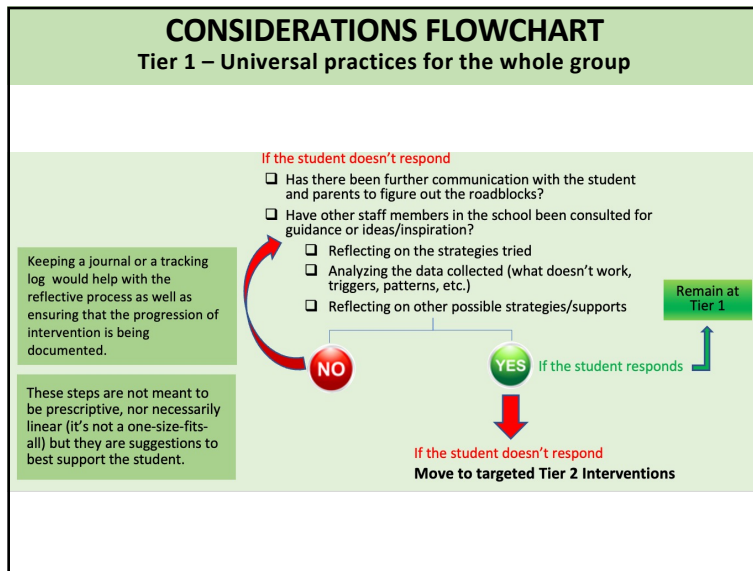 CONSIDERATIONS FLOWCHART
Tier 1 – Universal practices for the whole group
If the student doesn't respond
❑ Has there been further communication with the student
and parents to figure out the roadblocks?
❑ Have other staff members in the school been consulted for
guidance or ideas/inspiration?
❑ Reflecting on the strategies tried
❑ Analyzing the data collected (what doesn't work,
triggers, patterns, etc.)
❑ Reflecting on other possible strategies/supports
Keeping a journal or a tracking
log would help with the
reflective process as well as
ensuring that the progression of
intervention is being
documented.
Remain at
Tier 1
NO
YES
If the student responds
These steps are not meant to
be prescriptive, nor necessarily
linear (it's not a one-size-fits-
all) but they are suggestions to
best support the student.
If the student doesn't respond
Move to targeted Tier 2 Interventions